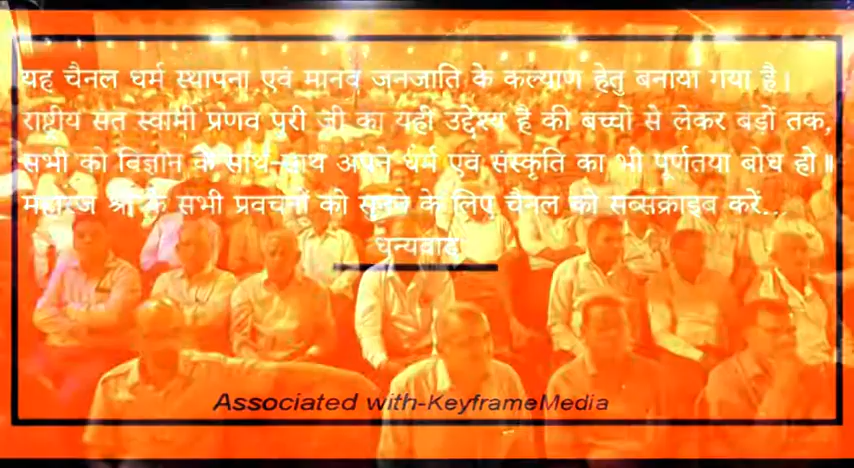 यह चैनल धर्म स्थापना एवं मानव जनजाति के कल्याण हेतु बनाया गया है।
राष्ट्रीय संत स्वामी प्रणव पुरी जी का यही उद्देश्य है की बच्चों से लेकर बड़ों तक,
सभी को विज्ञान के साथ-साथ अपने धर्म एवं संस्कृति का भी पूर्णतया बोध हो॥
महाराज श्री के सभी प्रवचनों को सुनने के लिए चैनल को सब्सक्राइब करें...
धन्यवाद
Associated with-KeyframeMedia